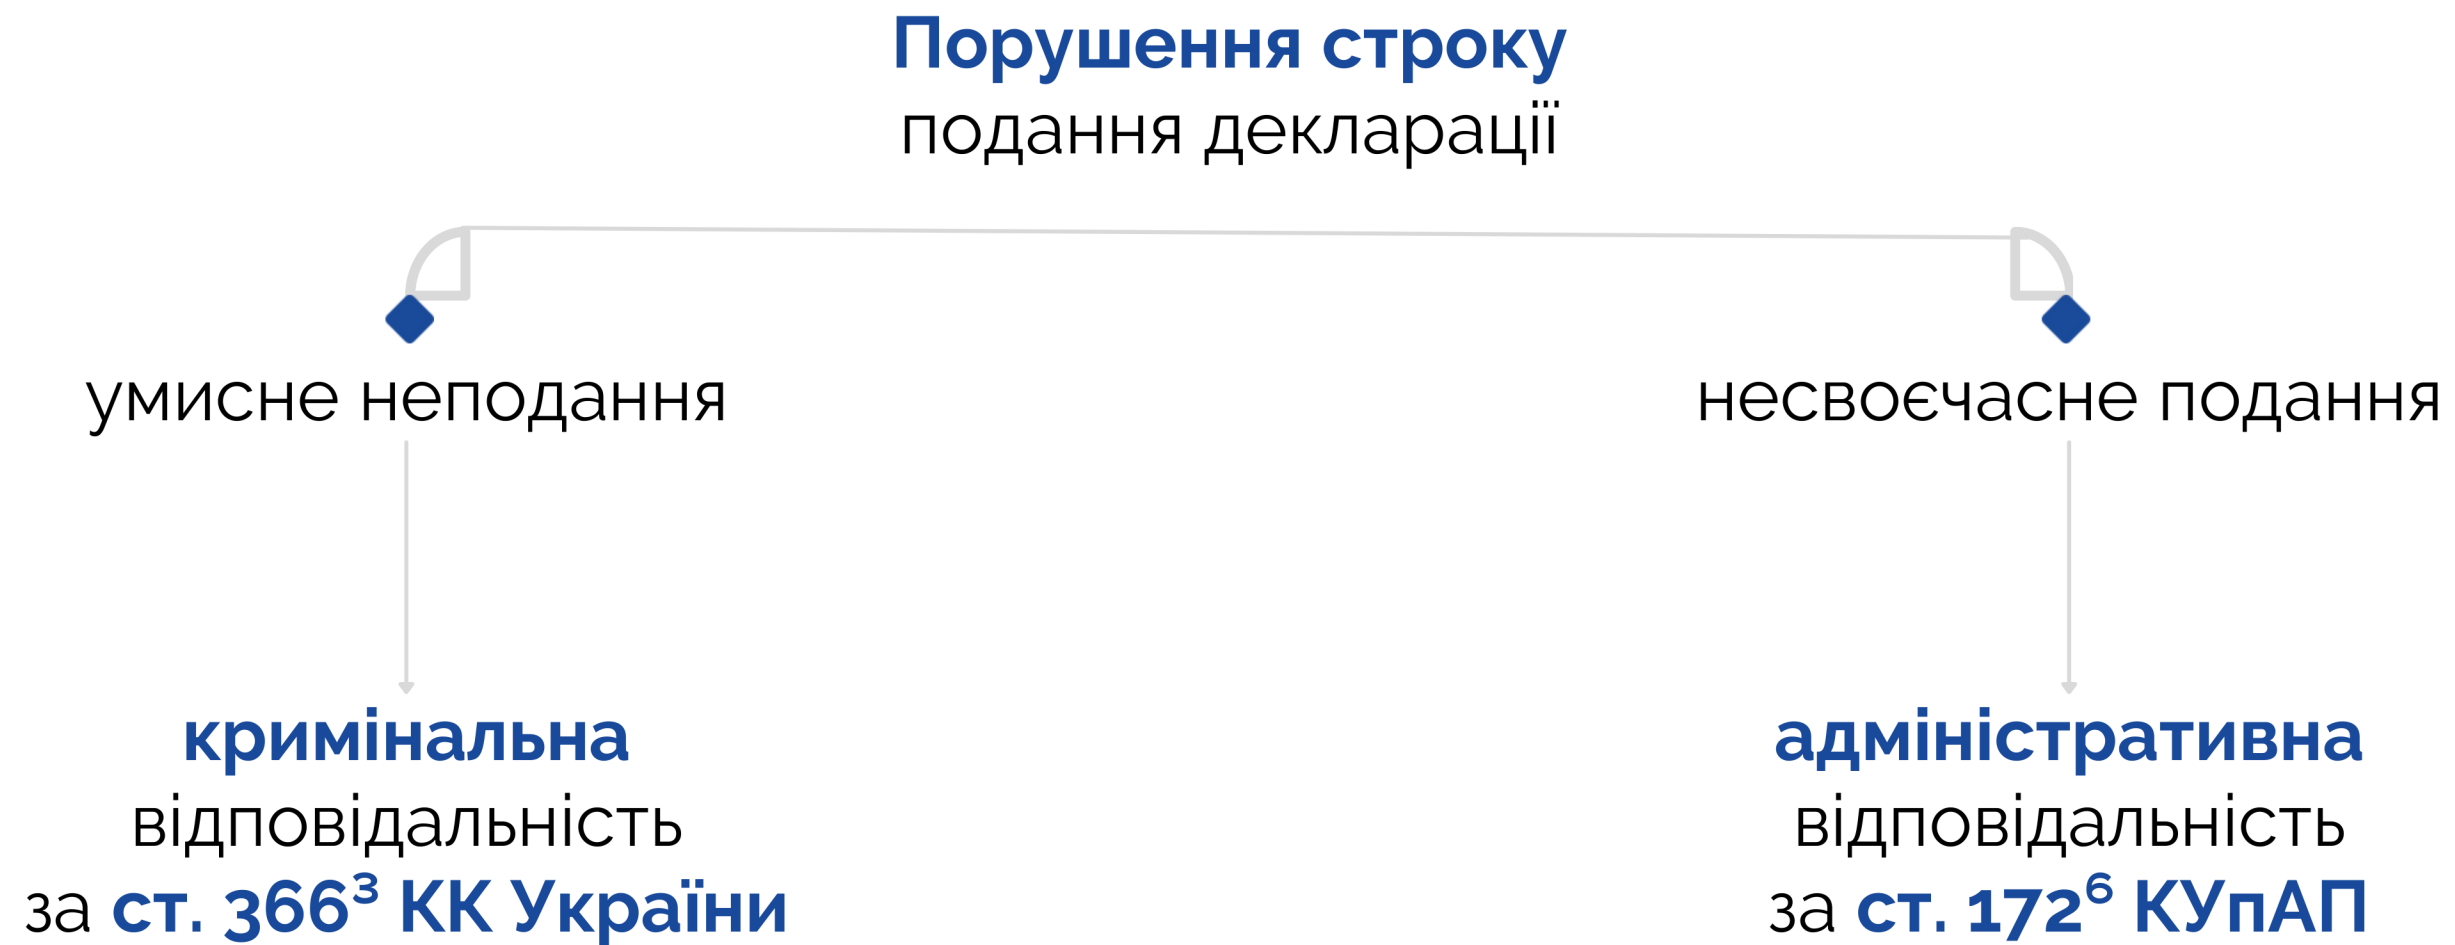 Порушення строку
подання декларації
умисне неподання
несвоєчасне подання
кримінальна
відповідальність
за ст. 366³ КК України
адміністративна
відповідальність
за ст. 172⁶ КУпАП